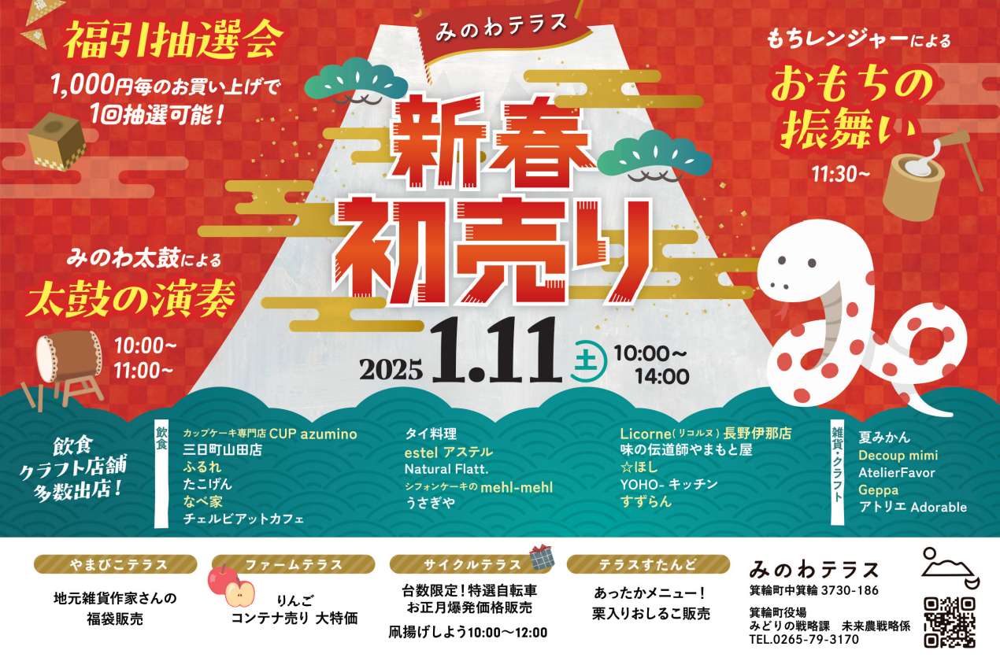 福
みのわテラス
新春
初売り
2025 1.11 土 10:00~
14:00
福引抽選会
1,000円毎のお買い上げで
1回抽選可能!
もちレンジャーによる
おもちの
振舞い
11:30~
みのわ太鼓による
太鼓の演奏
10:00~
11:00~
飲食
クラフト店舗
多数出店!
飲食
カップケーキ専門店 CUP azumino
三日町山田店
ふるれ
たこげん
なべ家
チェルビアットカフェ
タイ料理
estel アステル
Natural Flatt.
シフォンケーキの mehl-mehl
うさぎや
Licorne(リコルヌ) 長野伊那店
味の伝道師やまもと屋
☆ほし
YOHO- キッチン
すずらん
雑貨・クラフト
夏みかん
Decoup mimi
AtelierFavor
Geppa
アトリエ Adorable
やまびこテラス
地元雑貨作家さんの
福袋販売
ファームテラス
りんご
コンテナ売り 大特価
サイクルテラス
台数限定!特選自転車
お正月爆発価格販売
凧揚げしよう10:00〜12:00
テラスすたんど
あったかメニュー!
栗入りおしるこ販売
みのわテラス
箕輪町中箕輪 3730-186
箕輪町役場
みどりの戦略課 未来農戦略係
TEL.0265-79-3170